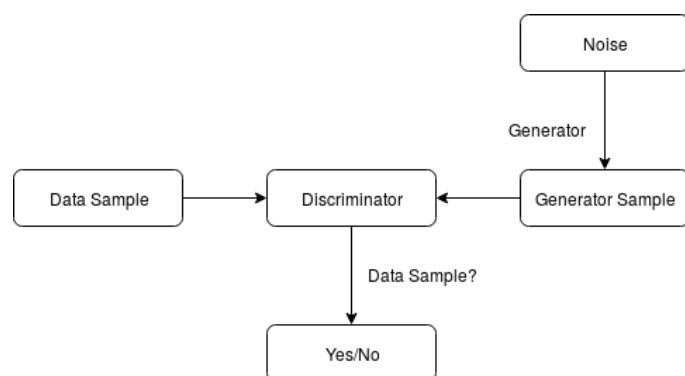 Noise
Generator
Data Sample
Discriminator
Generator Sample
Data Sample?
Yes/No